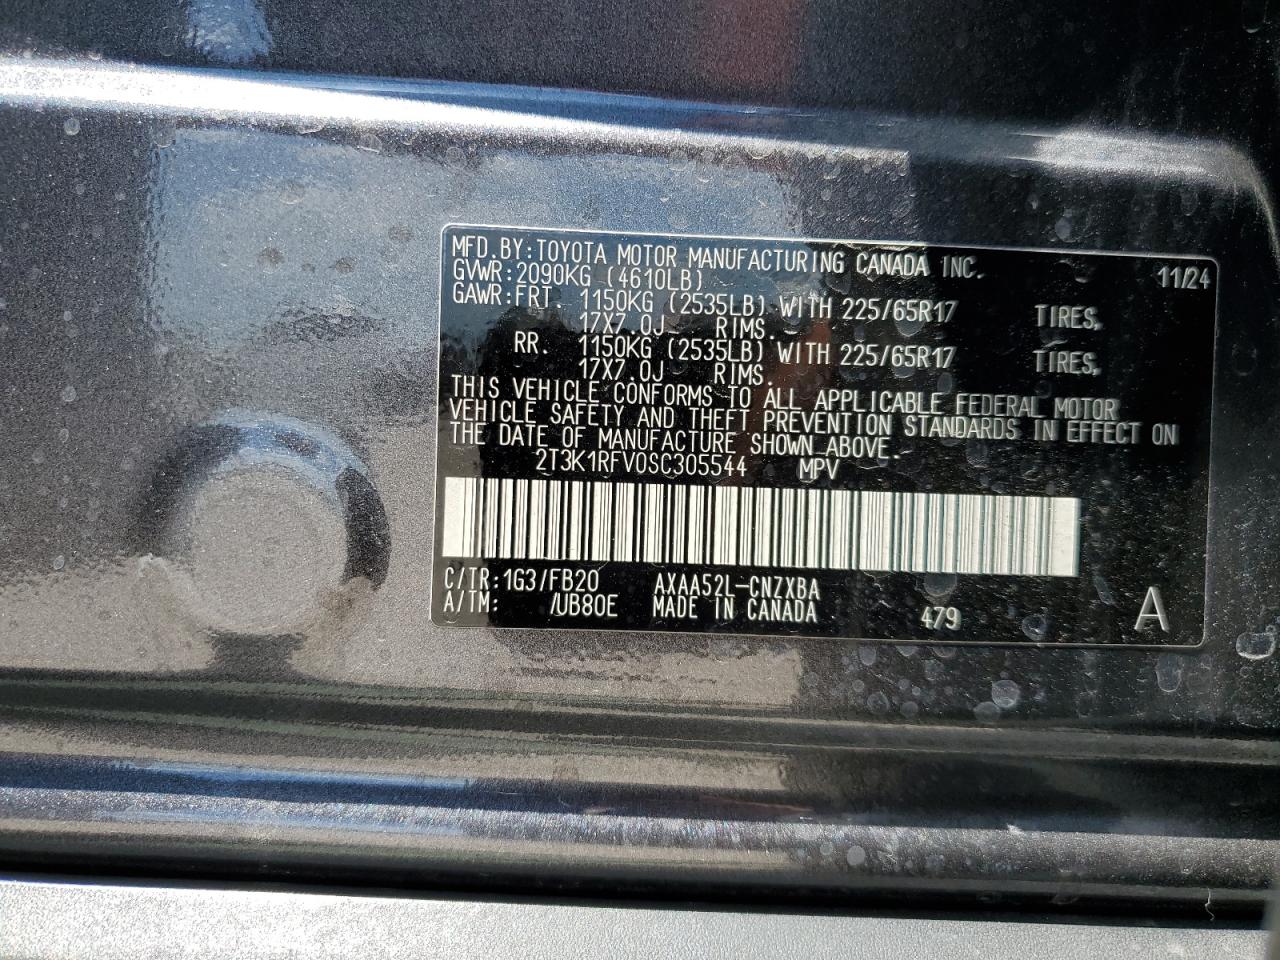 MFD.BY:TOYOTA MOTOR MANUFACTURING CANADA INC.
GVWR:2090KG (4610LB) 11/24
GAWR:FRT. 1150KG (2535LB) WITH 225/65R17 TIRES,
17X7.0J RIMS.
RR. 1150KG (2535LB) WITH 225/65R17 TIRES,
17X7.0J RIMS.
THIS VEHICLE CONFORMS TO ALL APPLICABLE FEDERAL MOTOR
VEHICLE SAFETY AND THEFT PREVENTION STANDARDS IN EFFECT ON
THE DATE OF MANUFACTURE SHOWN ABOVE.
2T3K1RFV0SC305544 MPV
C/TR:1G3/FB20 AXAA52L-CNZXBA
A/TM: /UB80E MADE IN CANADA 479 A